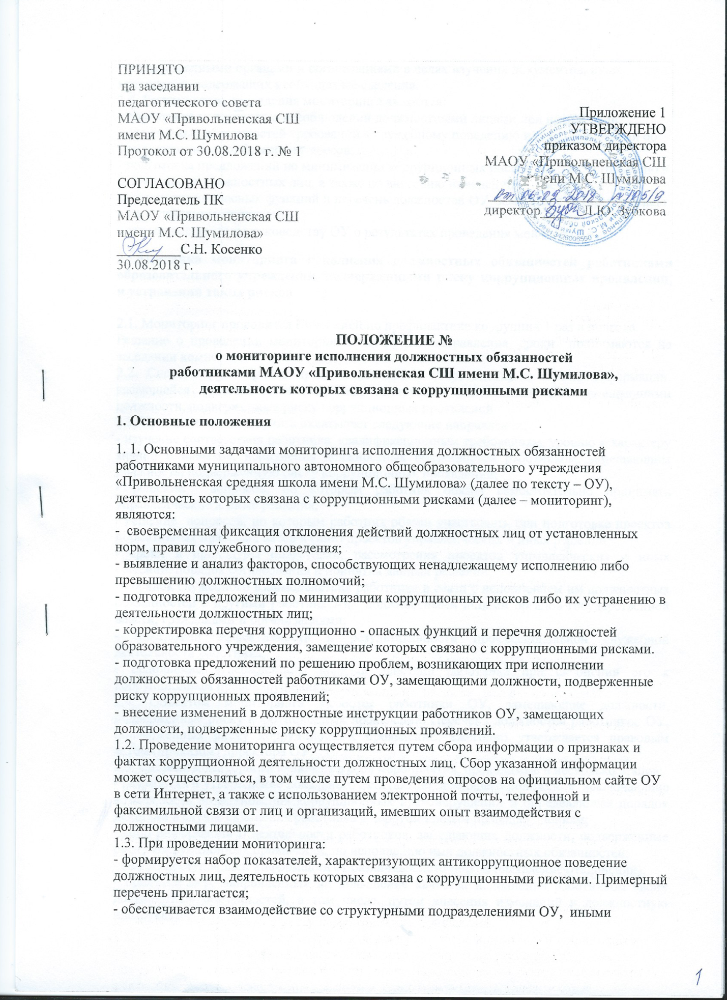 ПРИНЯТО
на заседании
педагогического совета
МАОУ «Привольненская СШ
имени М.С. Шумилова
Протокол от 30.08.2018 г. № 1
СОГЛАСОВАНО
Председатель ПК
МАОУ «Привольненская СШ
имени М.С. Шумилова»
_________С.Н. Косенко
30.08.2018 г.
Приложение 1
УТВЕРЖДЕНО
приказом директора
МАОУ «Привольненская СШ
имени М.С. Шумилова
от 06.09 2018 № 105/9
директор______Л.Ю. Зубкова
ПОЛОЖЕНИЕ №
о мониторинге исполнения должностных обязанностей
работниками МАОУ «Привольненская СШ имени М.С. Шумилова»,
деятельность которых связана с коррупционными рисками
1. Основные положения
1. 1. Основными задачами мониторинга исполнения должностных обязанностей
работниками муниципального автономного общеобразовательного учреждения
«Привольненская средняя школа имени М.С. Шумилова» (далее по тексту – ОУ),
деятельность которых связана с коррупционными рисками (далее – мониторинг),
являются:
- своевременная фиксация отклонения действий должностных лиц от установленных
норм, правил служебного поведения;
- выявление и анализ факторов, способствующих ненадлежащему исполнению либо
превышению должностных полномочий;
- подготовка предложений по минимизации коррупционных рисков либо их устранению в
деятельности должностных лиц;
- корректировка перечня коррупционно - опасных функций и перечня должностей
образовательного учреждения, замещение которых связано с коррупционными рисками.
- подготовка предложений по решению проблем, возникающих при исполнении
должностных обязанностей работниками ОУ, замещающими должности, подверженные
риску коррупционных проявлений;
- внесение изменений в должностные инструкции работников ОУ, замещающих
должности, подверженные риску коррупционных проявлений.
1.2. Проведение мониторинга осуществляется путем сбора информации о признаках и
фактах коррупционной деятельности должностных лиц. Сбор указанной информации
может осуществляться, в том числе путем проведения опросов на официальном сайте ОУ
в сети Интернет, а также с использованием электронной почты, телефонной и
факсимильной связи от лиц и организаций, имевших опыт взаимодействия с
должностными лицами.
1.3. При проведении мониторинга:
- формируется набор показателей, характеризующих антикоррупционное поведение
должностных лиц, деятельность которых связана с коррупционными рисками. Примерный
перечень прилагается;
- обеспечивается взаимодействие со структурными подразделениями ОУ, иными
1